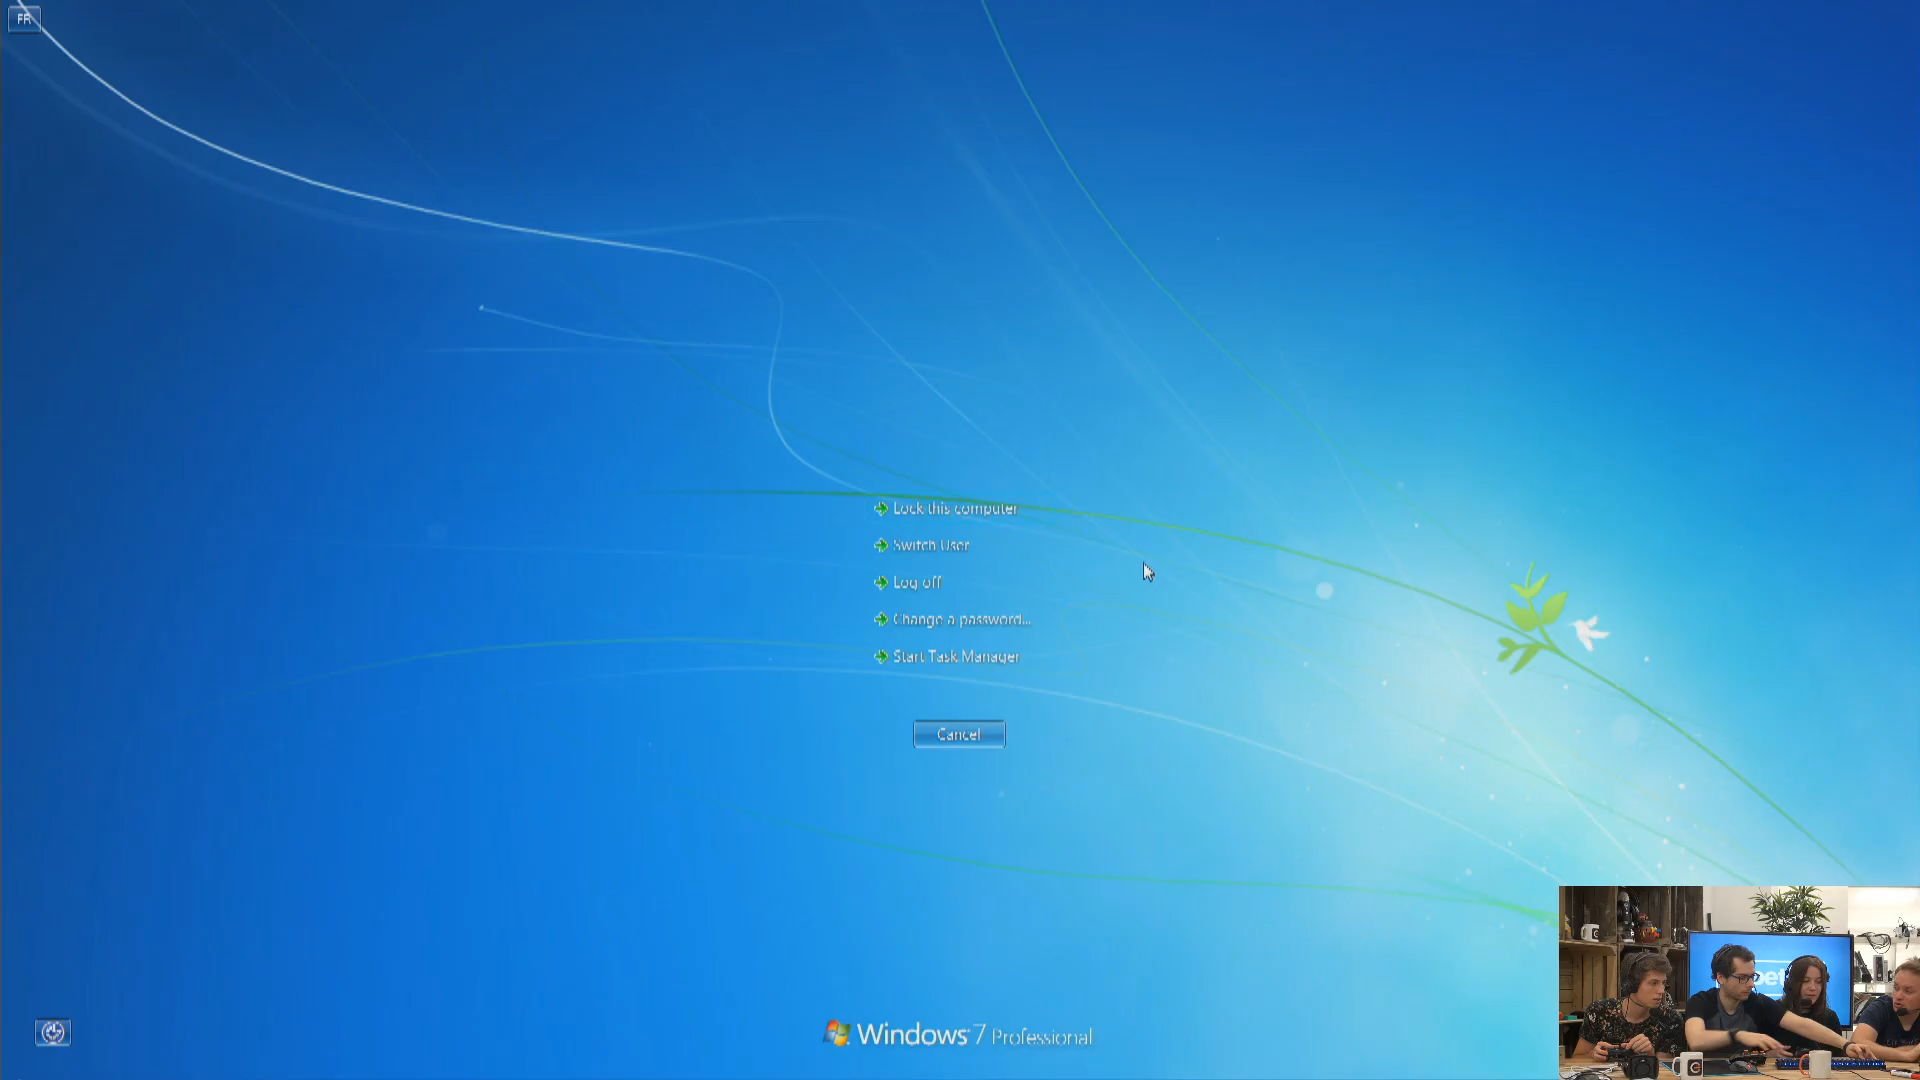 FR
Lock this computer
Switch User
Log off
Change a password...
Start Task Manager
Cancel
Windows 7 Professional